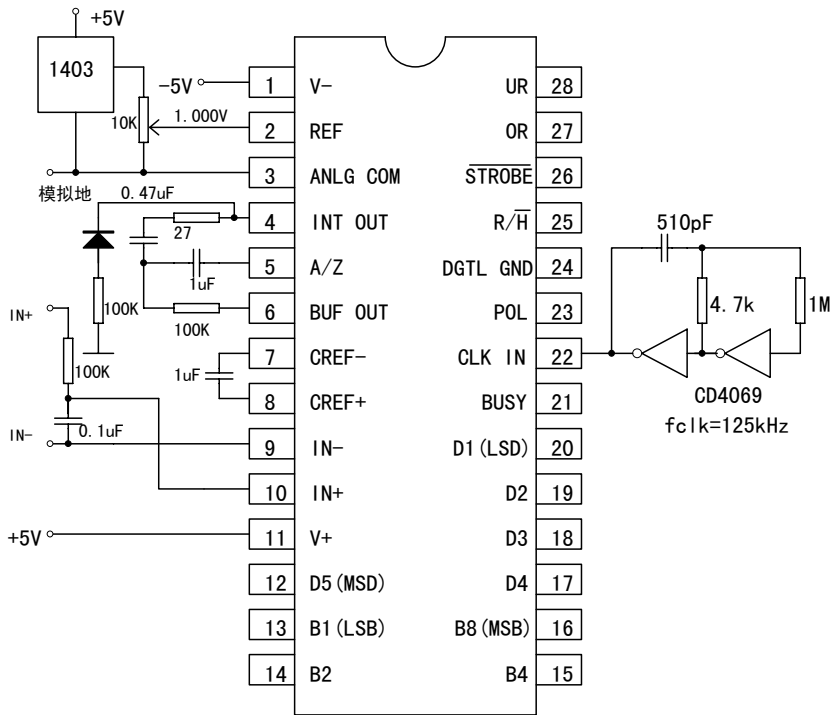 +5V
1403
10K
1.000V
-5V
模拟地
0.47uF
27
1uF
100K
100K
IN+
100K
1uF
0.1uF
IN-
+5V
1 V- UR 28
2 REF OR 27
3 ANLG COM STROBE 26
4 INT OUT R/H 25
5 A/Z DGTL GND 24
6 BUF OUT POL 23
7 CREF- CLK IN 22
8 CREF+ BUSY 21
9 IN- D1(LSD) 20
10 IN+ D2 19
11 V+ D3 18
12 D5(MSD) D4 17
13 B1(LSB) B8(MSB) 16
14 B2 B4 15
510pF
4.7k
1M
CD4069
fclk=125kHz